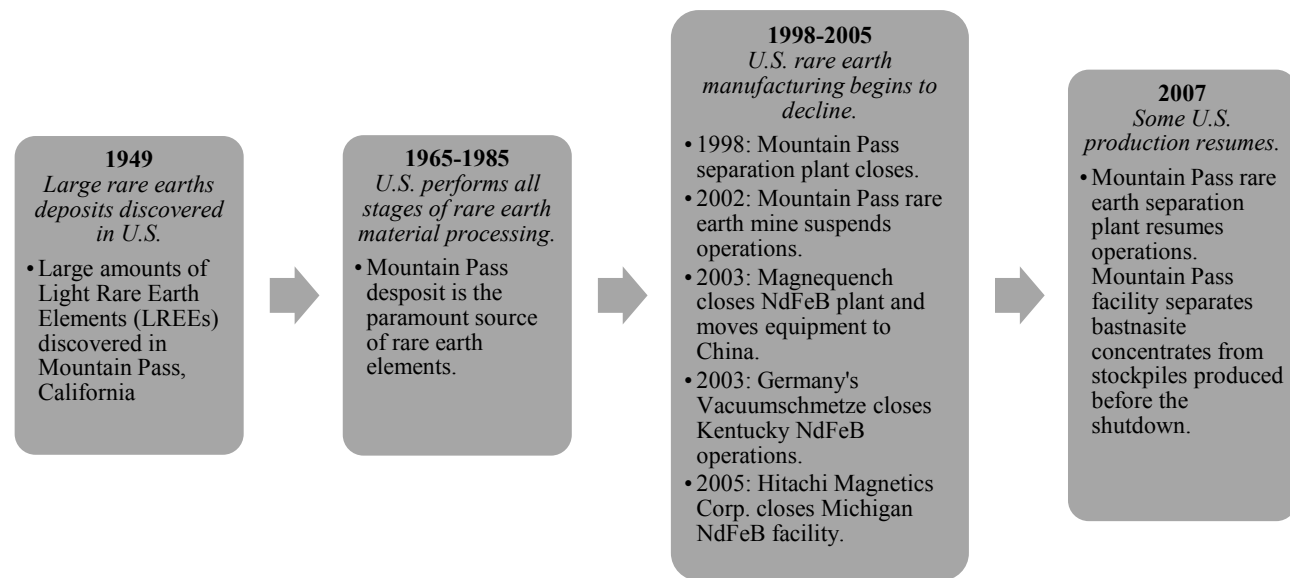 1949
Large rare earths
deposits discovered
in U.S.
• Large amounts of
Light Rare Earth
Elements (LREEs)
discovered in
Mountain Pass,
California
1965-1985
U.S. performs all
stages of rare earth
material processing.
• Mountain Pass
desposit is the
paramount source
of rare earth
elements.
1998-2005
U.S. rare earth
manufacturing begins to
decline.
• 1998: Mountain Pass
separation plant closes.
• 2002: Mountain Pass rare
earth mine suspends
operations.
• 2003: Magnequench
closes NdFeB plant and
moves equipment to
China.
• 2003: Germany's
Vacuumschmetze closes
Kentucky NdFeB
operations.
• 2005: Hitachi Magnetics
Corp. closes Michigan
NdFeB facility.
2007
Some U.S.
production resumes.
• Mountain Pass rare
earth separation
plant resumes
operations.
Mountain Pass
facility separates
bastnasite
concentrates from
stockpiles produced
before the
shutdown.